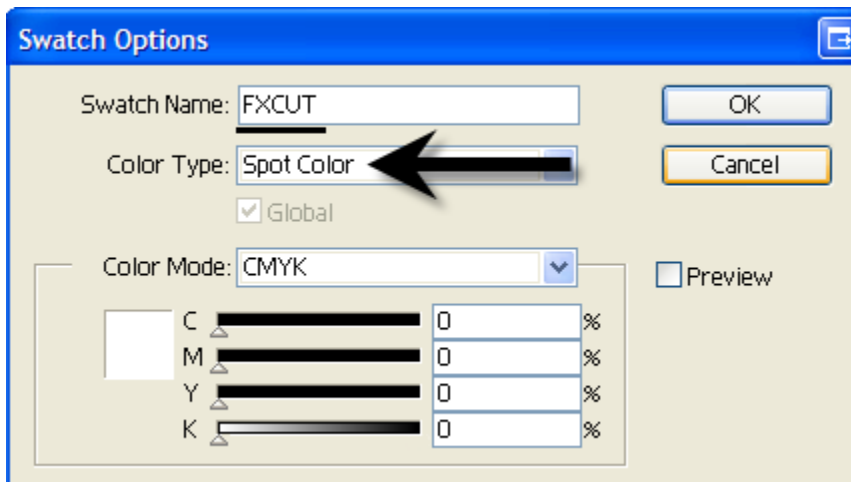 Swatch Options
Swatch Name: FXCUT OK
Color Type: Spot Color Cancel
Global
Color Mode: CMYK Preview
C 0 %
M 0 %
Y 0 %
K 0 %